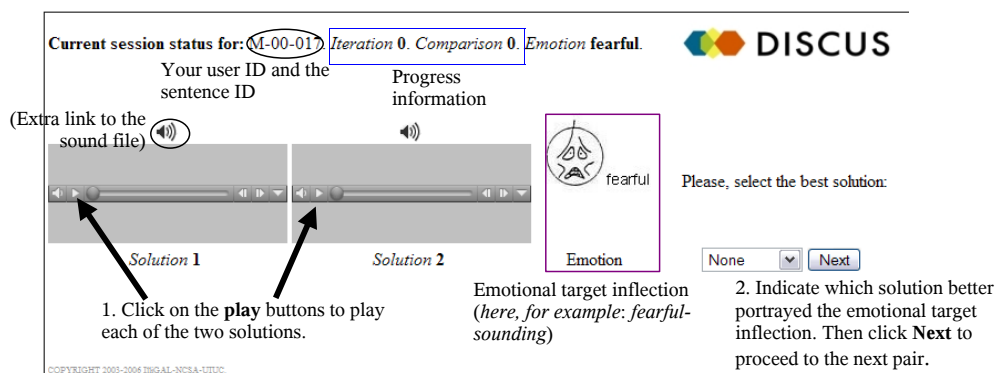 Current session status for: M-00-017. Iteration 0. Comparison 0. Emotion fearful.
DISCUS
Your user ID and the
sentence ID
Progress
information
(Extra link to the
sound file)
fearful
Please, select the best solution:
Solution 1
Solution 2
Emotion
None
Next
1. Click on the play buttons to play
each of the two solutions.
Emotional target inflection
(here, for example: fearful-
sounding)
2. Indicate which solution better
portrayed the emotional target
inflection. Then click Next to
proceed to the next pair.
COPYRIGHT 2003-2006 IlliGAL-NCSA-UIUC.